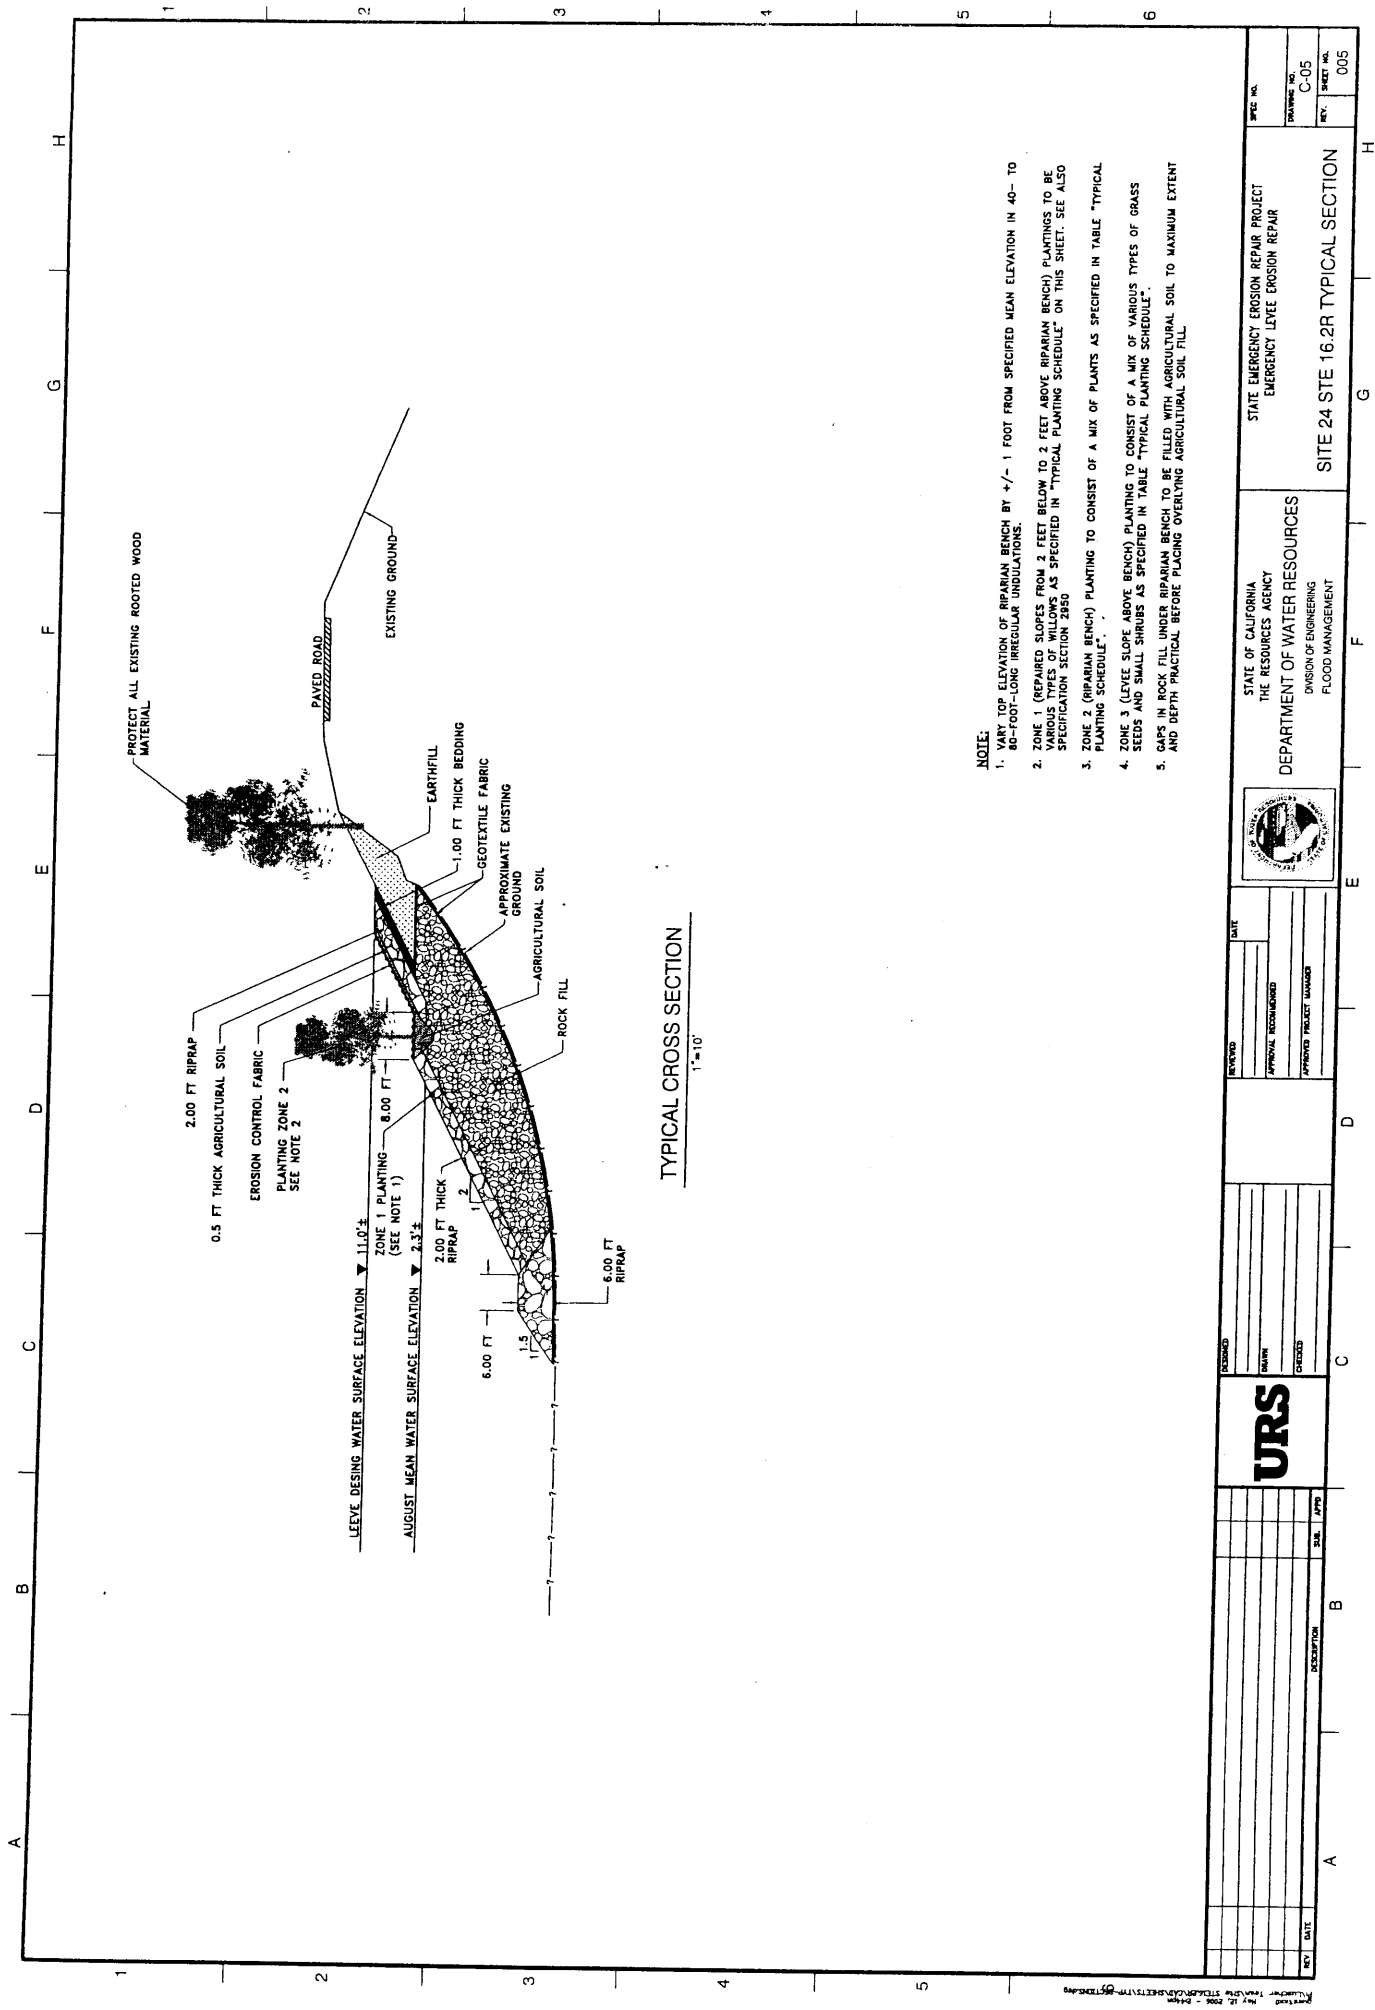 A
B
C
D
E
F
G
H
1
2
3
4
5
6
PROTECT ALL EXISTING ROOTED WOOD
MATERIAL
2.00 FT RIPRAP
0.5 FT THICK AGRICULTURAL SOIL
EROSION CONTROL FABRIC
PLANTING ZONE 2
SEE NOTE 2
PAVED ROAD
EXISTING GROUND
LEEVE DESING WATER SURFACE ELEVATION 11.0'±
ZONE 1 PLANTING
(SEE NOTE 1)
8.00 FT
AUGUST MEAN WATER SURFACE ELEVATION 2.3'±
2.00 FT THICK
RIPRAP
2
1
EARTHFILL
1.00 FT THICK BEDDING
GEOTEXTILE FABRIC
APPROXIMATE EXISTING
GROUND
AGRICULTURAL SOIL
ROCK FILL
6.00 FT
1.5
1
6.00 FT
RIPRAP
?
?
?
?
TYPICAL CROSS SECTION
1"=10'
NOTE:
1. VARY TOP ELEVATION OF RIPARIAN BENCH BY +/- 1 FOOT FROM SPECIFIED MEAN ELEVATION IN 40- TO
80-FOOT-LONG IRREGULAR UNDULATIONS.
2. ZONE 1 (REPAIRED SLOPES FROM 2 FEET BELOW TO 2 FEET ABOVE RIPARIAN BENCH) PLANTINGS TO BE
VARIOUS TYPES OF WILLOWS AS SPECIFIED IN "TYPICAL PLANTING SCHEDULE" ON THIS SHEET. SEE ALSO
SPECIFICATION SECTION 2950
3. ZONE 2 (RIPARIAN BENCH) PLANTING TO CONSIST OF A MIX OF PLANTS AS SPECIFIED IN TABLE "TYPICAL
PLANTING SCHEDULE".
4. ZONE 3 (LEVEE SLOPE ABOVE BENCH) PLANTING TO CONSIST OF A MIX OF VARIOUS TYPES OF GRASS
SEEDS AND SMALL SHRUBS AS SPECIFIED IN TABLE "TYPICAL PLANTING SCHEDULE".
5. GAPS IN ROCK FILL UNDER RIPARIAN BENCH TO BE FILLED WITH AGRICULTURAL SOIL TO MAXIMUM EXTENT
AND DEPTH PRACTICAL BEFORE PLACING OVERLYING AGRICULTURAL SOIL FILL.
REV
DATE
DESCRIPTION
SUB.
APPD
URS
DESIGNED
DRAWN
CHECKED
REVIEWED
DATE
APPROVAL RECOMMENDED
APPROVED PROJECT MANAGER
STATE OF CALIFORNIA
THE RESOURCES AGENCY
DEPARTMENT OF WATER RESOURCES
DIVISION OF ENGINEERING
FLOOD MANAGEMENT
STATE EMERGENCY EROSION REPAIR PROJECT
EMERGENCY LEVEE EROSION REPAIR
SITE 24 STE 16.2R TYPICAL SECTION
SPEC NO.
DRAWING NO.
C-05
REV.
SHEET NO.
005
A
B
C
D
E
F
G
H
1
2
3
4
5